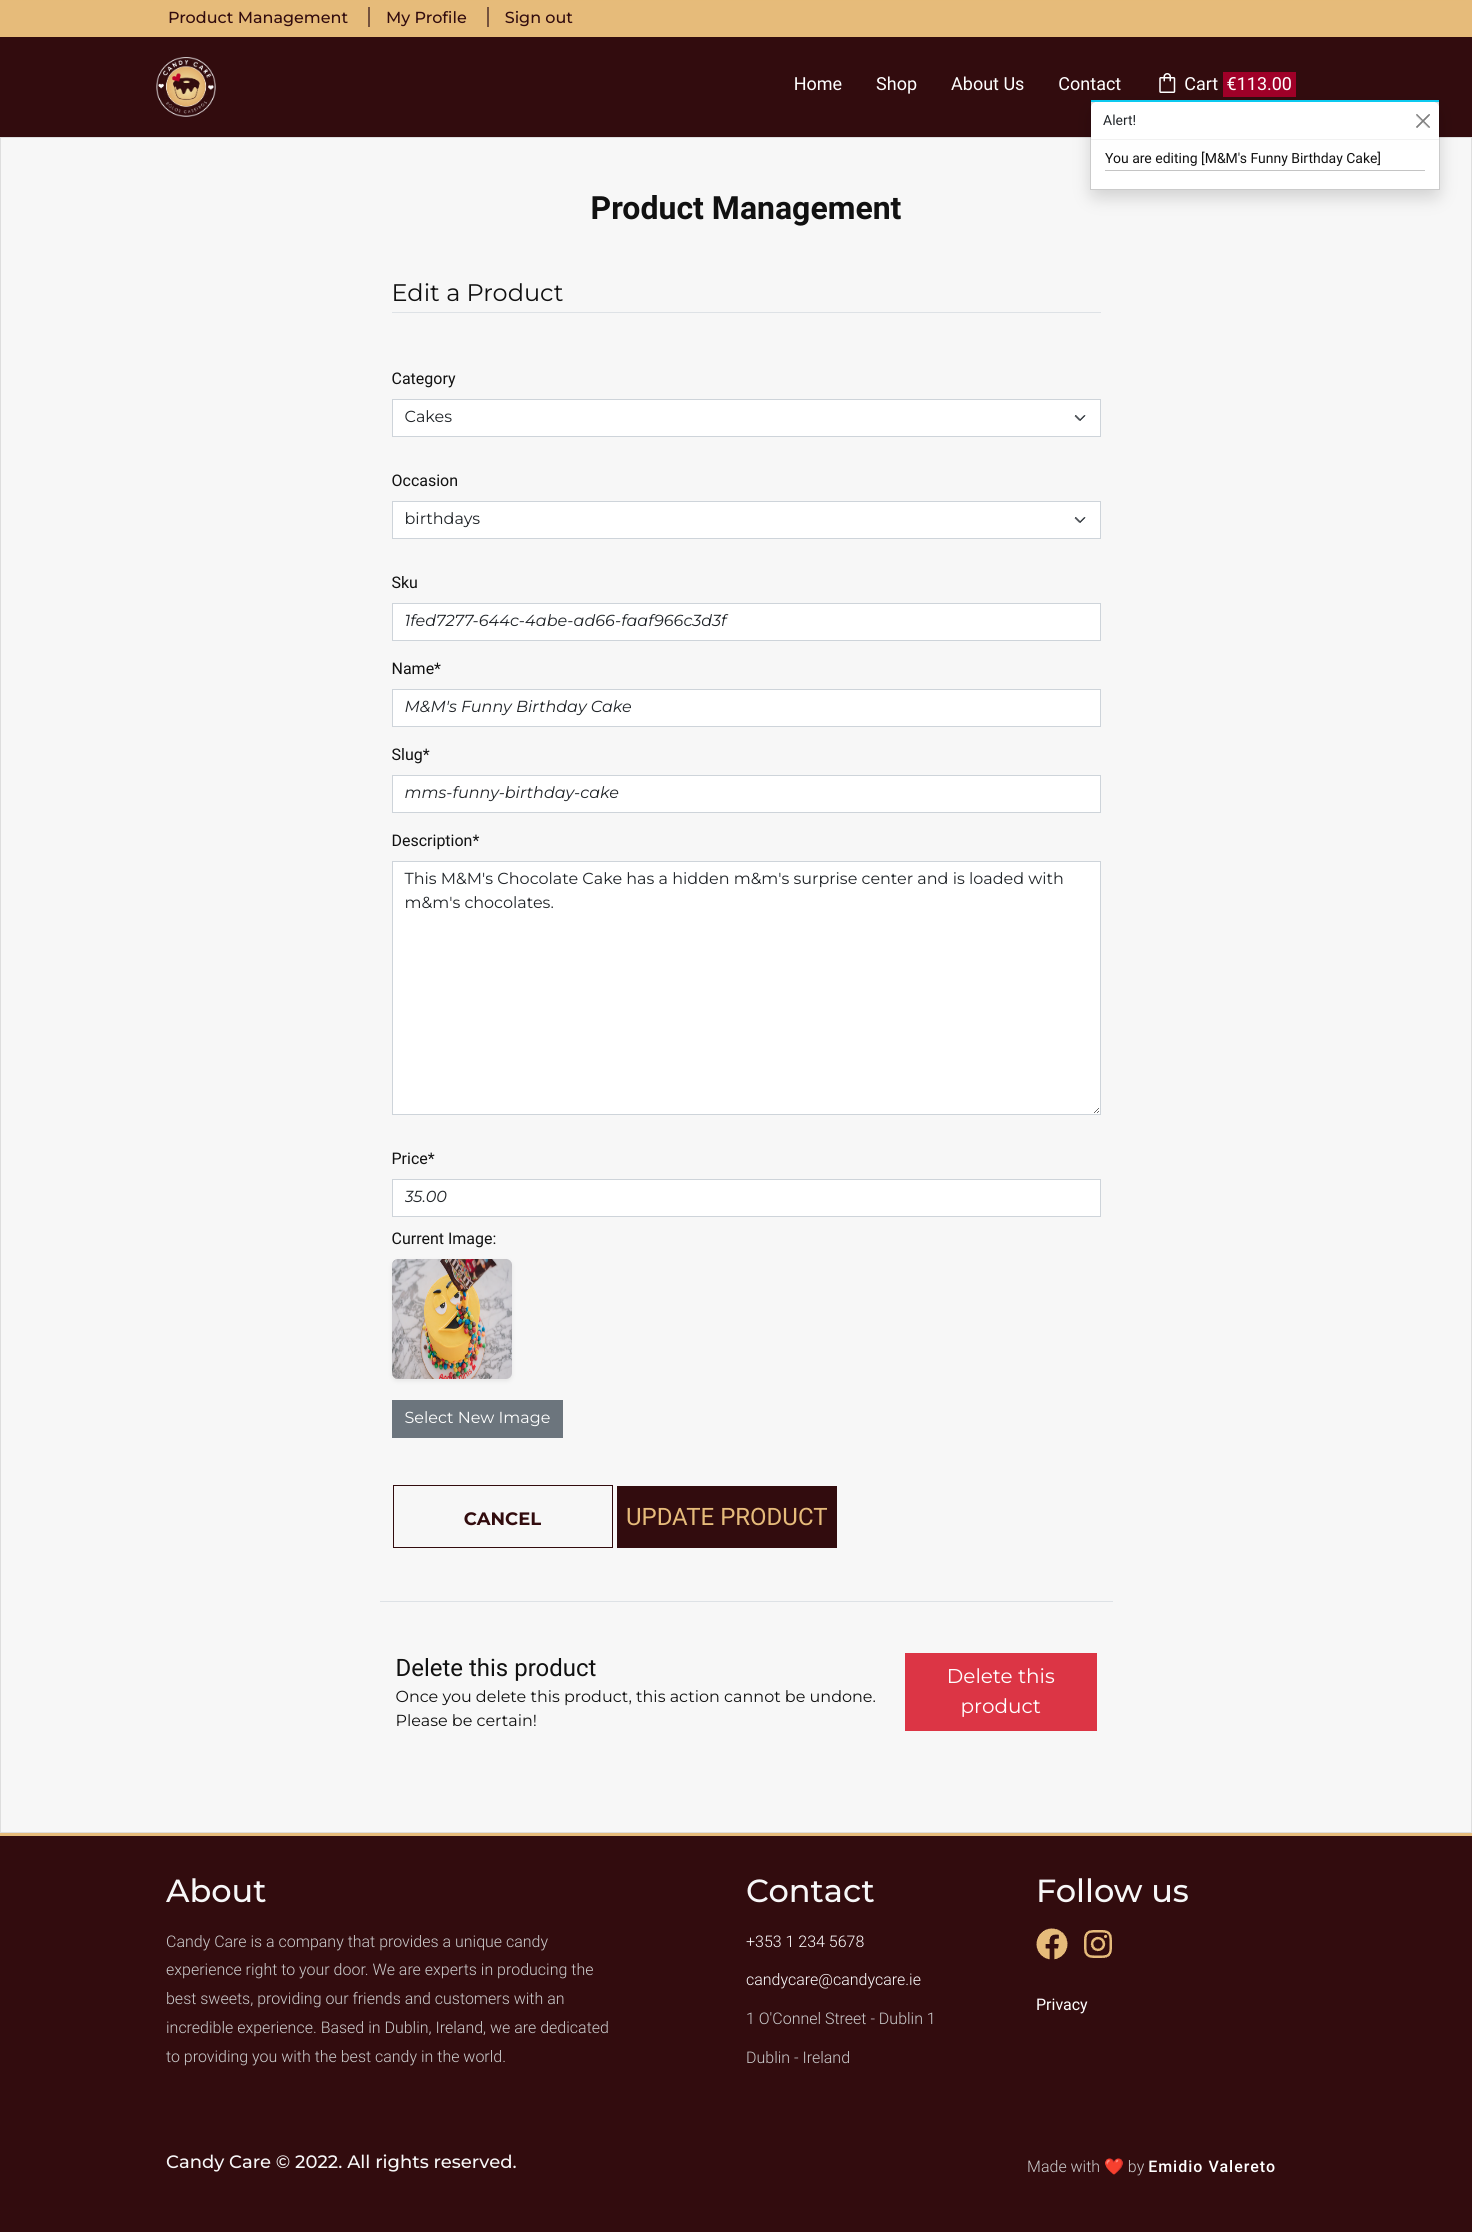 Product Management
My Profile
Sign out
CANDY CARE
Home
Shop
About Us
Contact
Cart €113.00
Alert!
You are editing [M&M's Funny Birthday Cake]
Product Management
Edit a Product
Category
Cakes
Occasion
birthdays
Sku
1fed7277-644c-4abe-ad66-faaf966c3d3f
Name*
M&M's Funny Birthday Cake
Slug*
mms-funny-birthday-cake
Description*
This M&M's Chocolate Cake has a hidden m&m's surprise center and is loaded with
m&m's chocolates.
Price*
35.00
Current Image:
Select New Image
CANCEL
UPDATE PRODUCT
Delete this product
Once you delete this product, this action cannot be undone.
Please be certain!
Delete this
product
About
Candy Care is a company that provides a unique candy
experience right to your door. We are experts in producing the
best sweets, providing our friends and customers with an
incredible experience. Based in Dublin, Ireland, we are dedicated
to providing you with the best candy in the world.
Contact
+353 1 234 5678
candycare@candycare.ie
1 O'Connel Street - Dublin 1
Dublin - Ireland
Follow us
Privacy
Candy Care © 2022. All rights reserved.
Made with ❤️ by Emidio Valereto